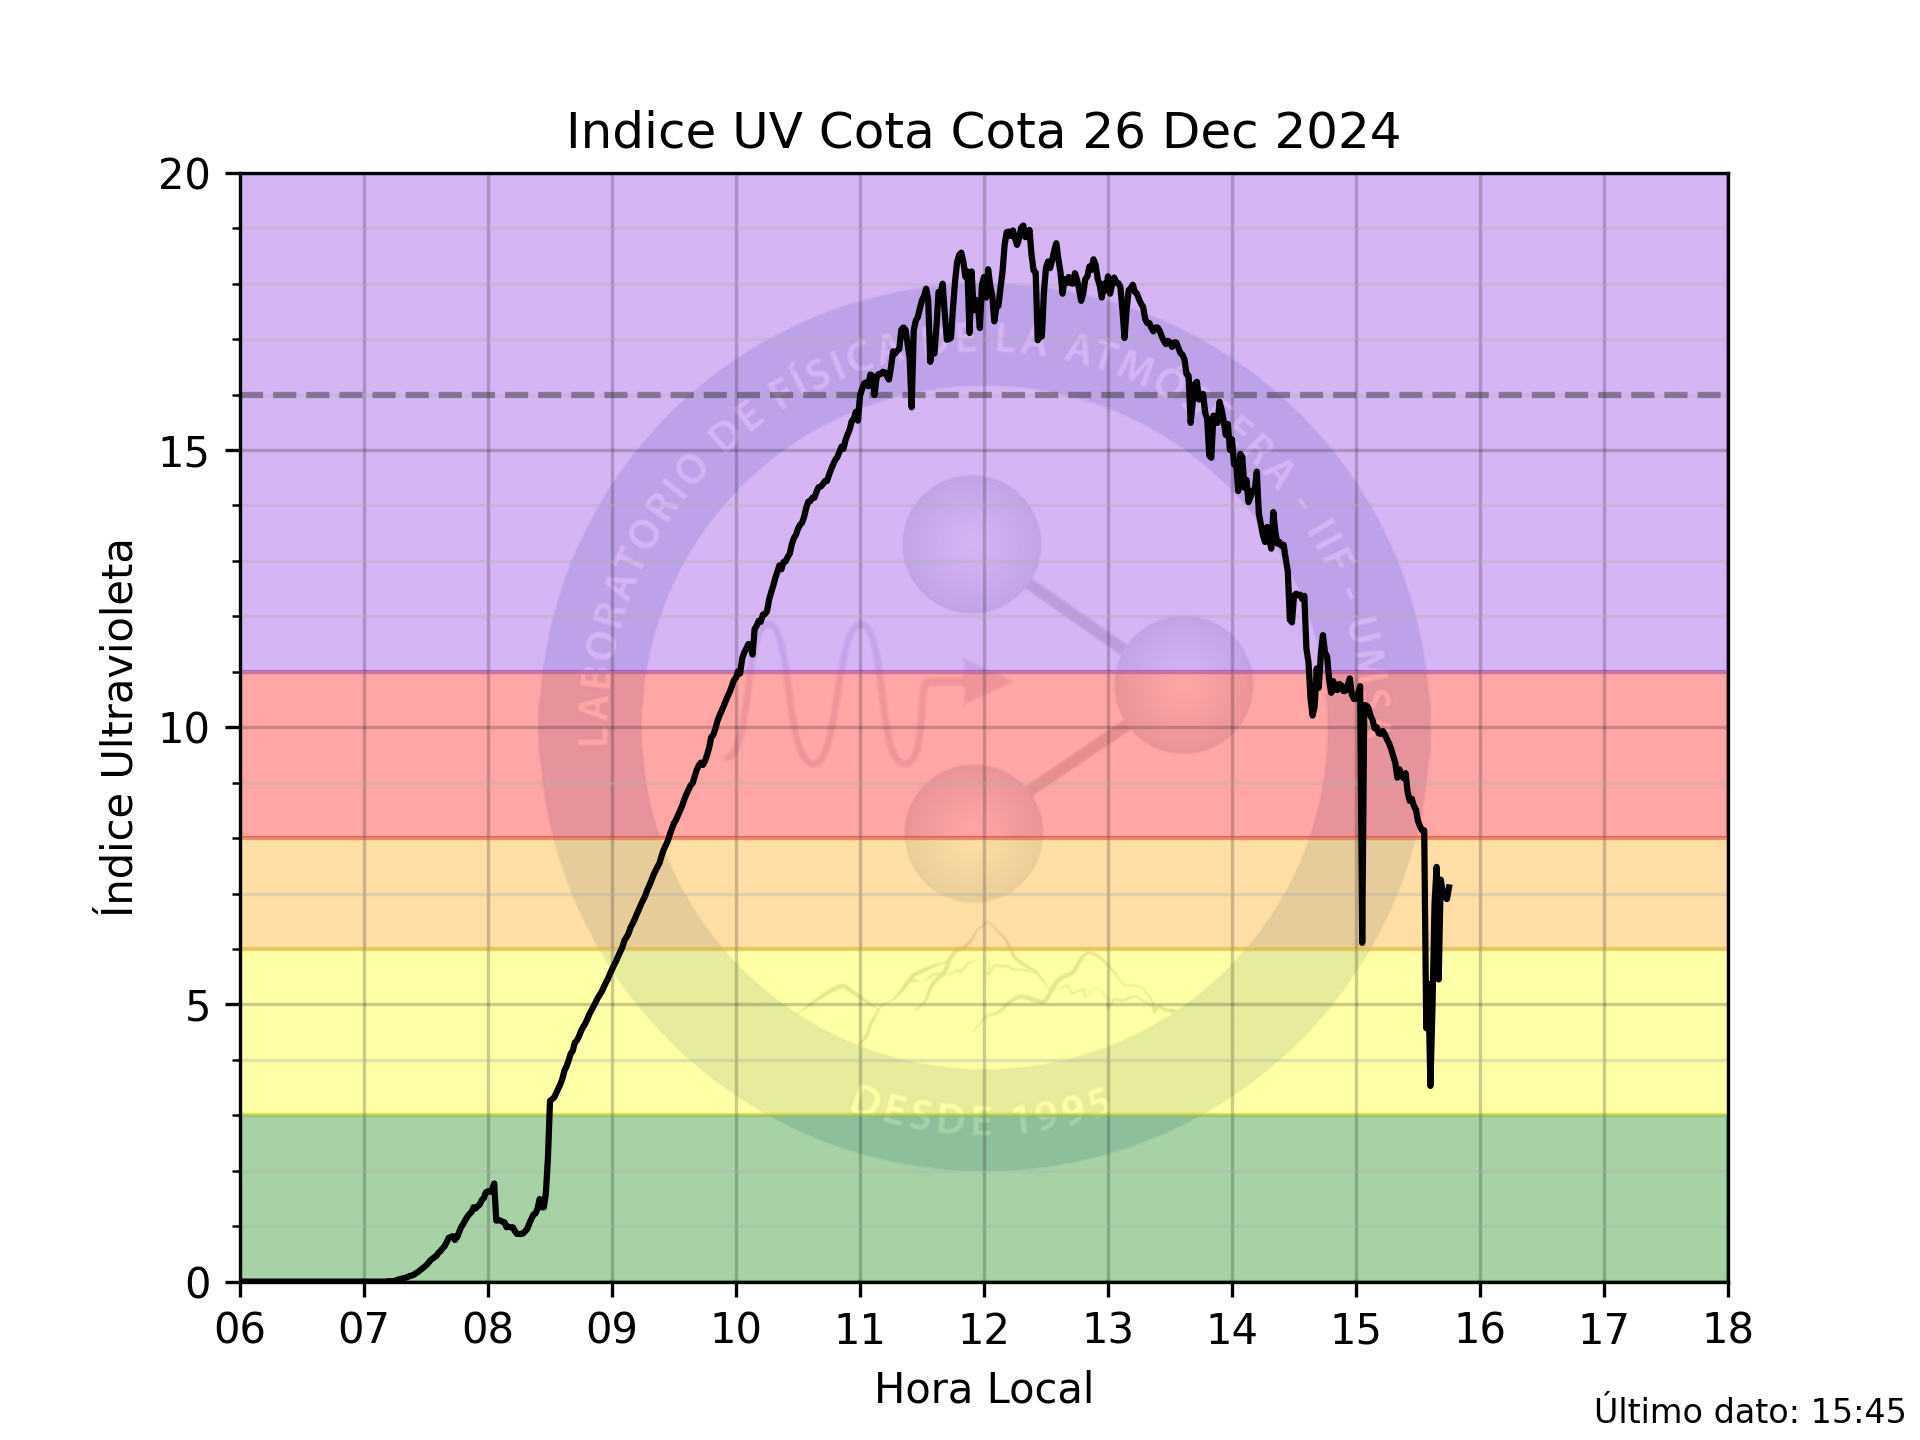 Indice UV Cota Cota 26 Dec 2024
20
15
10
5
0
Índice Ultravioleta
LABORATORIO DE FÍSICA DE LA ATMÓSFERA - IIF - UMSA
DESDE 1995
06 07 08 09 10 11 12 13 14 15 16 17 18
Hora Local
Último dato: 15:45